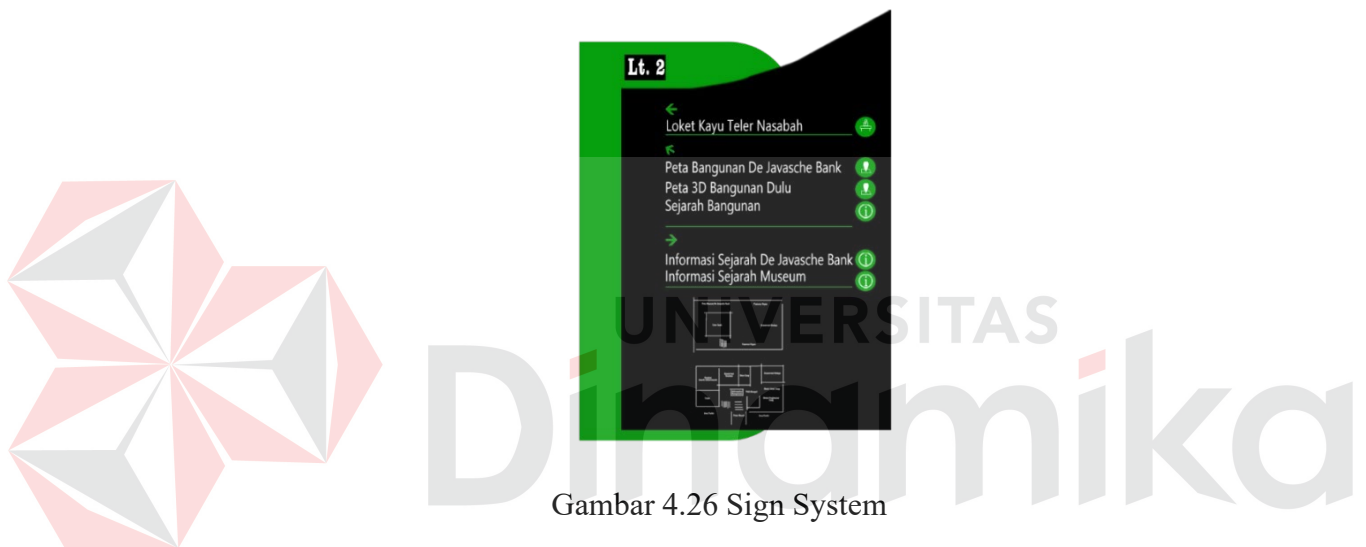 Lt. 2
Loket Kayu Teler Nasabah
Peta Bangunan De Javasche Bank
Peta 3D Bangunan Dulu
Sejarah Bangunan
Informasi Sejarah De Javasche Bank
Informasi Sejarah Museum
UNIVERSITAS
Dinamika
Gambar 4.26 Sign System